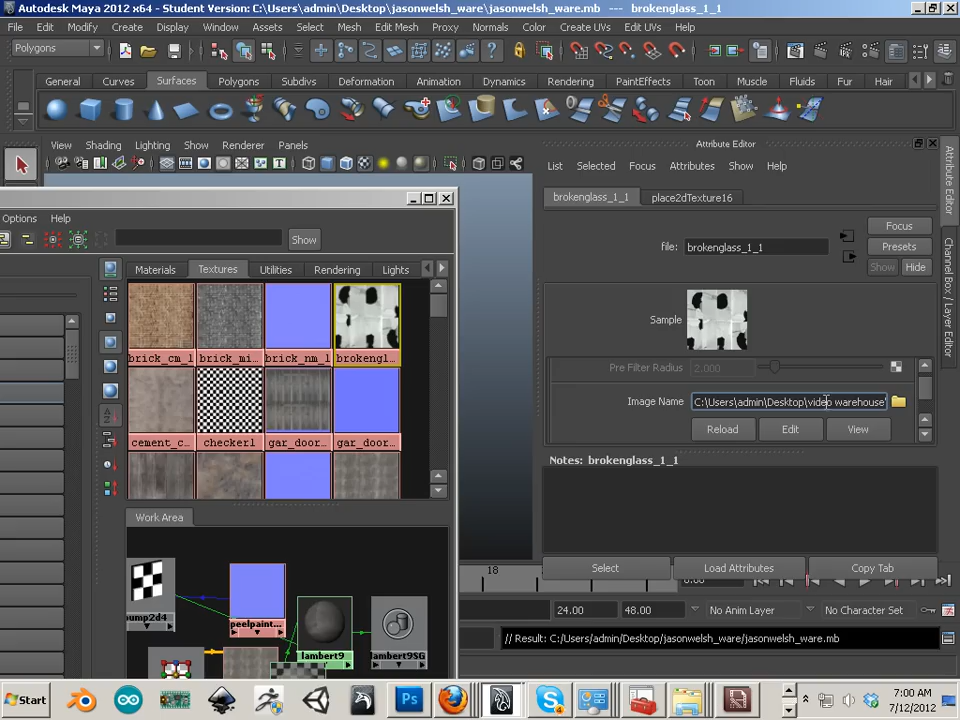 Autodesk Maya 2012 x64 - Student Version: C:\Users\admin\Desktop\jasonwelsh_ware\jasonwelsh_ware.mb --- brokenglass_1_1
File Edit Modify Create Display Window Assets Select Mesh Edit Mesh Proxy Normals Color Create UVs Edit UVs Help
Polygons
General Curves Surfaces Polygons Subdivs Deformation Animation Dynamics Rendering PaintEffects Toon Muscle Fluids Fur Hair
View Shading Lighting Show Renderer Panels
Attribute Editor
List Selected Focus Attributes Show Help
brokenglass_1_1 place2dTexture16
Options Help
Show
file: brokenglass_1_1
Focus
Presets
Show Hide
Materials Textures Utilities Rendering Lights
Sample
brick_cm_1 brick_mi... brick_nm_1 brokengl...
Pre Filter Radius 2.000
Image Name C:\Users\admin\Desktop\video warehouse
Reload Edit View
cement_c... checker1 gar_door... gar_door...
Notes: brokenglass_1_1
Work Area
Select Load Attributes Copy Tab
18
24.00 48.00 No Anim Layer No Character Set
// Result: C:/Users/admin/Desktop/jasonwelsh_ware/jasonwelsh_ware.mb
peelpaint...
lambert9 lambert9SG
Attribute Editor
Channel Box / Layer Editor
Start
Ps
7:00 AM
7/12/2012